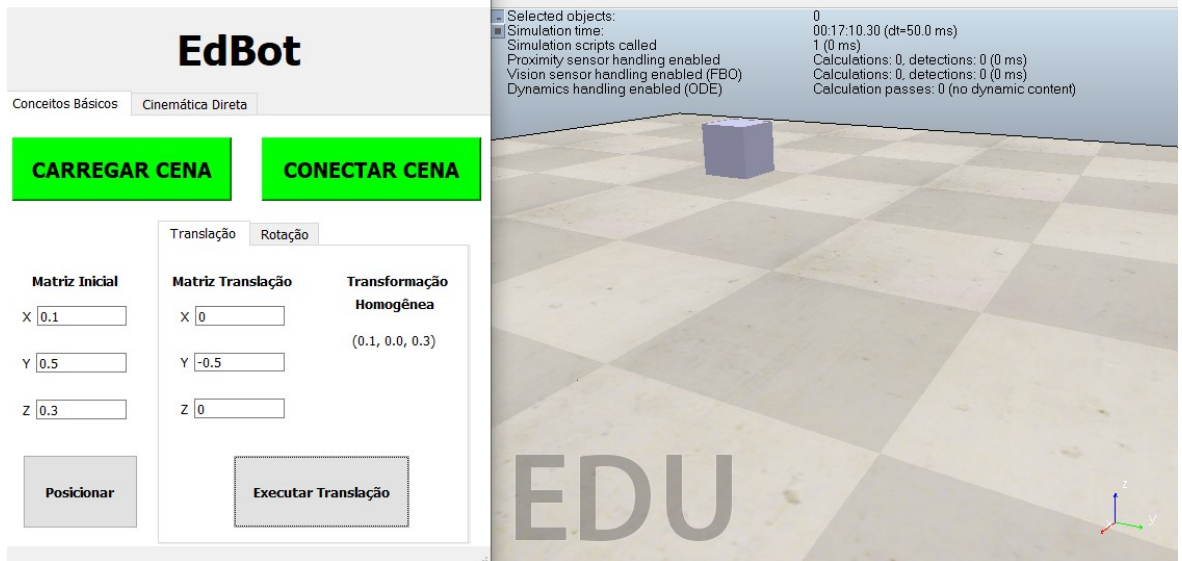 EdBot
Conceitos Básicos Cinemática Direta
CARREGAR CENA CONECTAR CENA
Translação Rotação
Matriz Inicial Matriz Translação Transformação
Homogênea
X 0.1 X 0
(0.1, 0.0, 0.3)
Y 0.5 Y -0.5
Z 0.3 Z 0
Posicionar Executar Translação
Selected objects: 0
Simulation time: 00:17:10.30 (dt=50.0 ms)
Simulation scripts called 1 (0 ms)
Proximity sensor handling enabled Calculations: 0, detections: 0 (0 ms)
Vision sensor handling enabled (FBO) Calculations: 0, detections: 0 (0 ms)
Dynamics handling enabled (ODE) Calculation passes: 0 (no dynamic content)
EDU
z
y